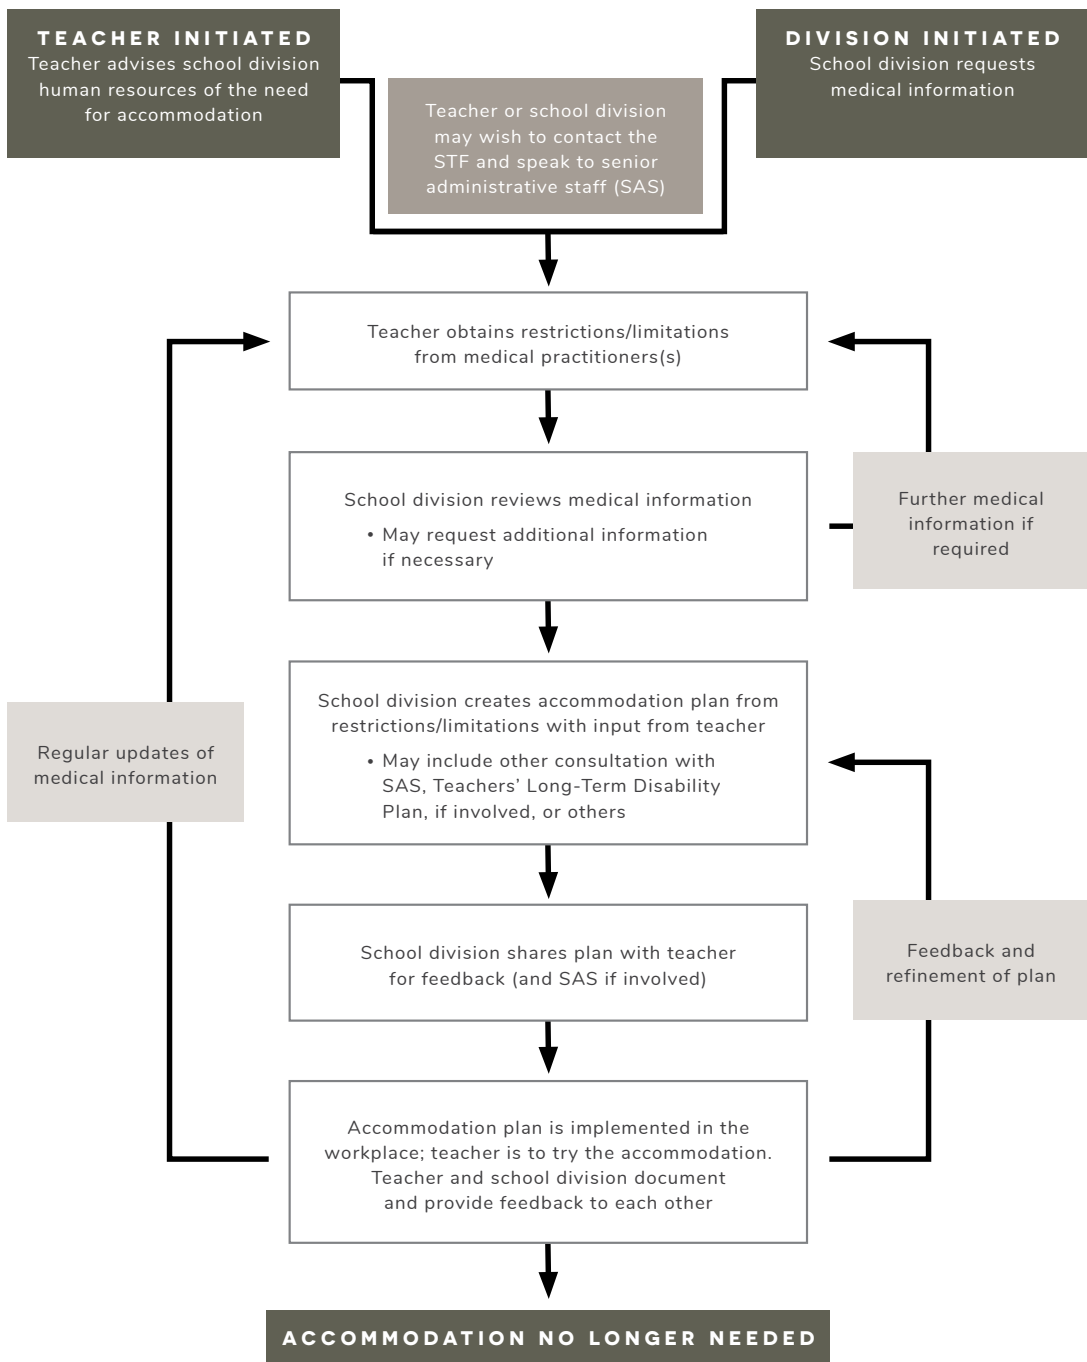 TEACHER INITIATED
Teacher advises school division
human resources of the need
for accommodation
DIVISION INITIATED
School division requests
medical information
Teacher or school division
may wish to contact the
STF and speak to senior
administrative staff (SAS)
Teacher obtains restrictions/limitations
from medical practitioners(s)
School division reviews medical information
• May request additional information
if necessary
Further medical
information if
required
School division creates accommodation plan from
restrictions/limitations with input from teacher
• May include other consultation with
SAS, Teachers’ Long-Term Disability
Plan, if involved, or others
Regular updates of
medical information
School division shares plan with teacher
for feedback (and SAS if involved)
Feedback and
refinement of plan
Accommodation plan is implemented in the
workplace; teacher is to try the accommodation.
Teacher and school division document
and provide feedback to each other
ACCOMMODATION NO LONGER NEEDED